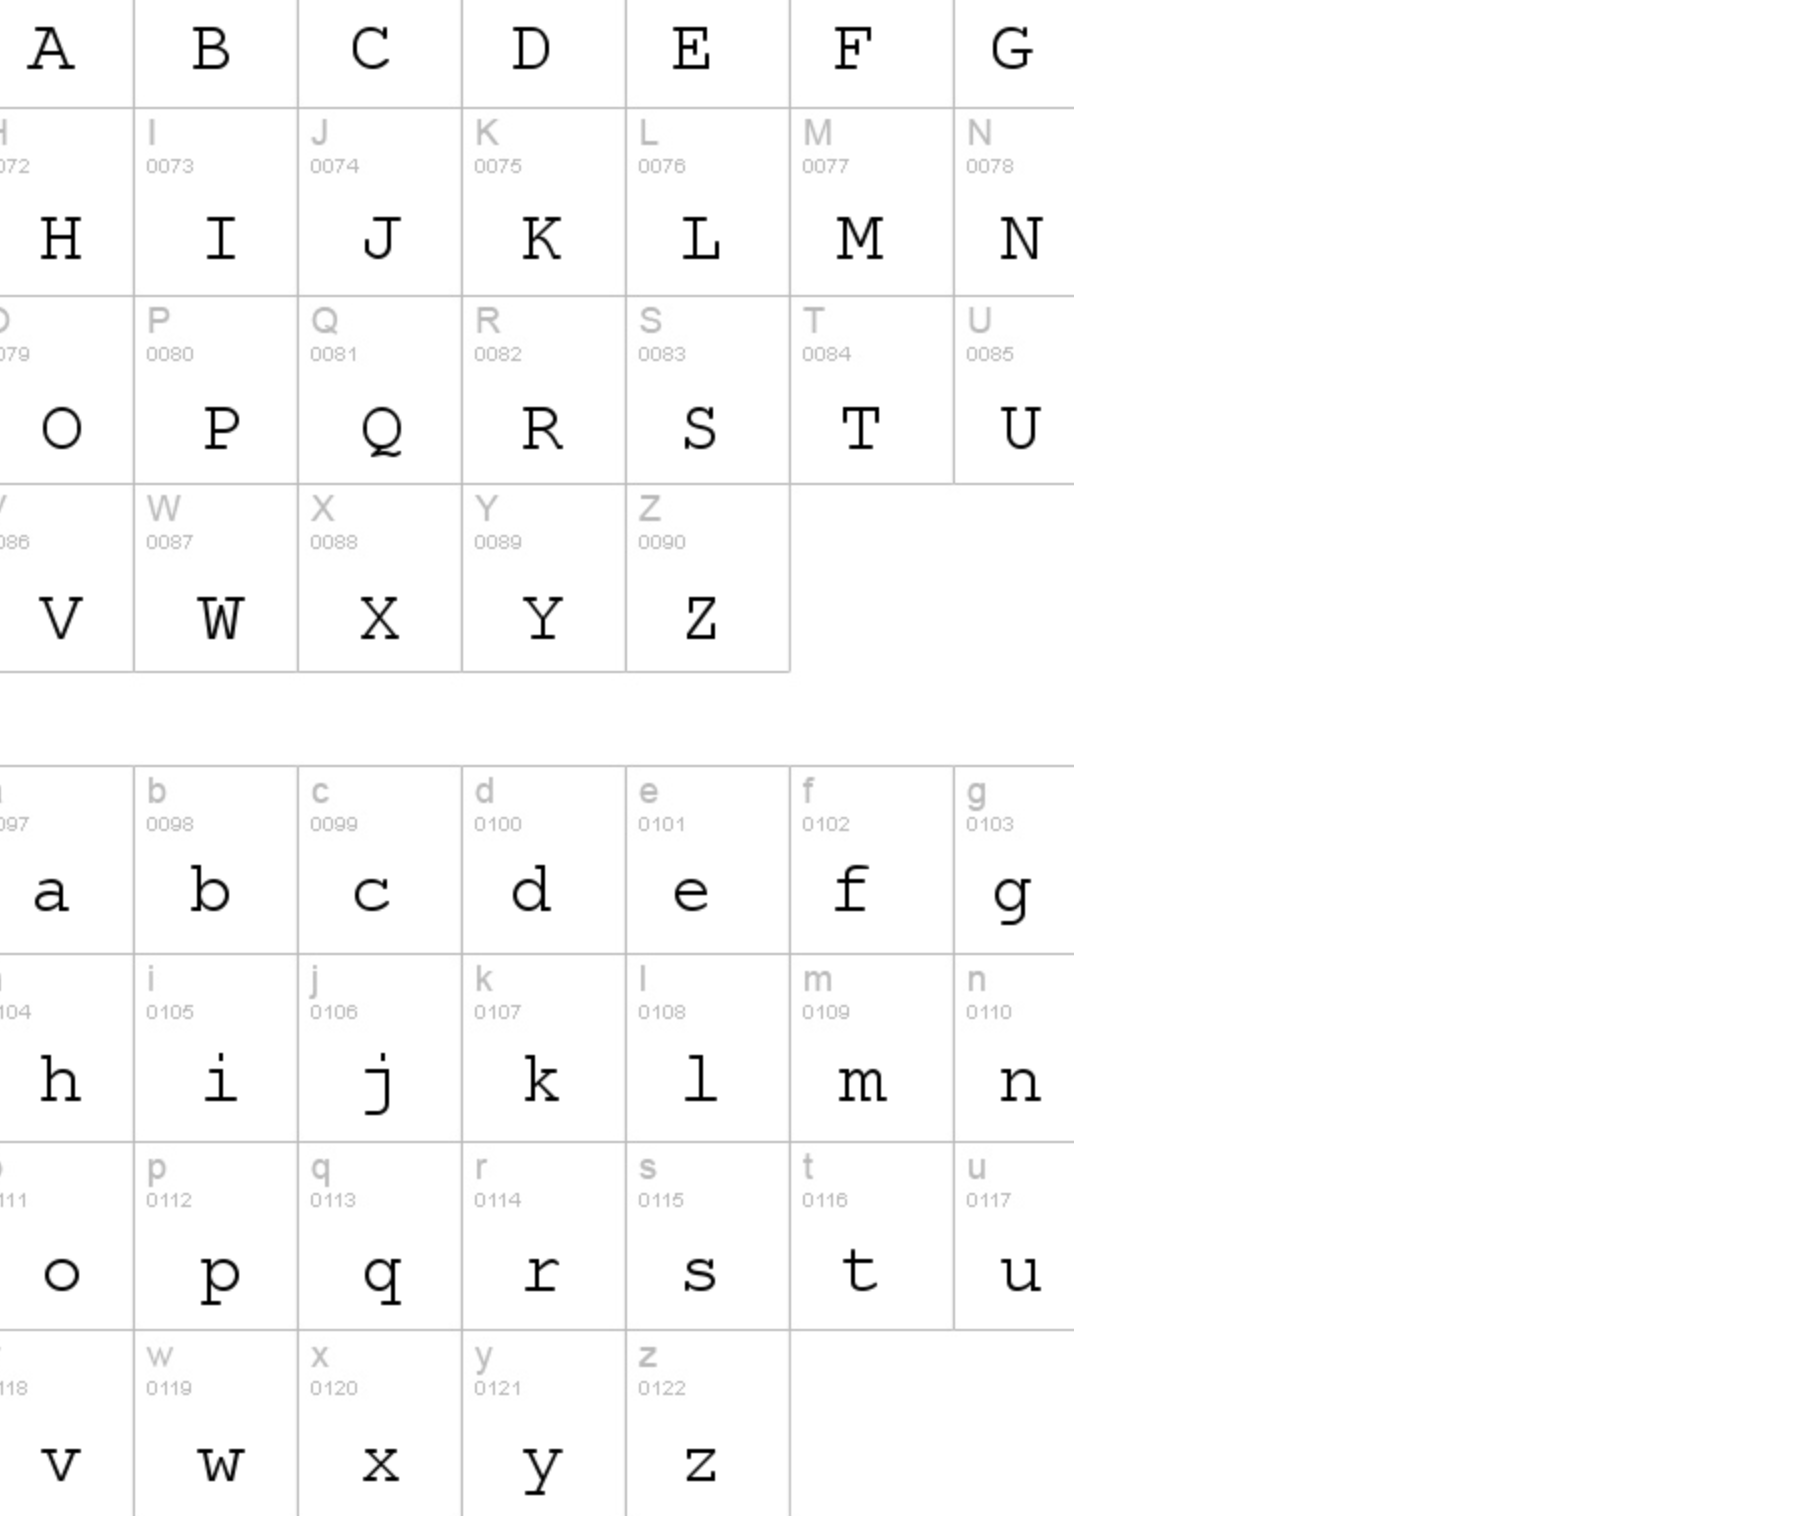 A B C D E F G
H I J K L M N
072 0073 0074 0075 0076 0077 0078
H I J K L M N
O P Q R S T U
079 0080 0081 0082 0083 0084 0085
O P Q R S T U
V W X Y Z
086 0087 0088 0089 0090
V W X Y Z
b c d e f g
097 0098 0099 0100 0101 0102 0103
a b c d e f g
i j k l m n
104 0105 0106 0107 0108 0109 0110
h i j k l m n
p q r s t u
111 0112 0113 0114 0115 0116 0117
o p q r s t u
w x y z
118 0119 0120 0121 0122
v w x y z